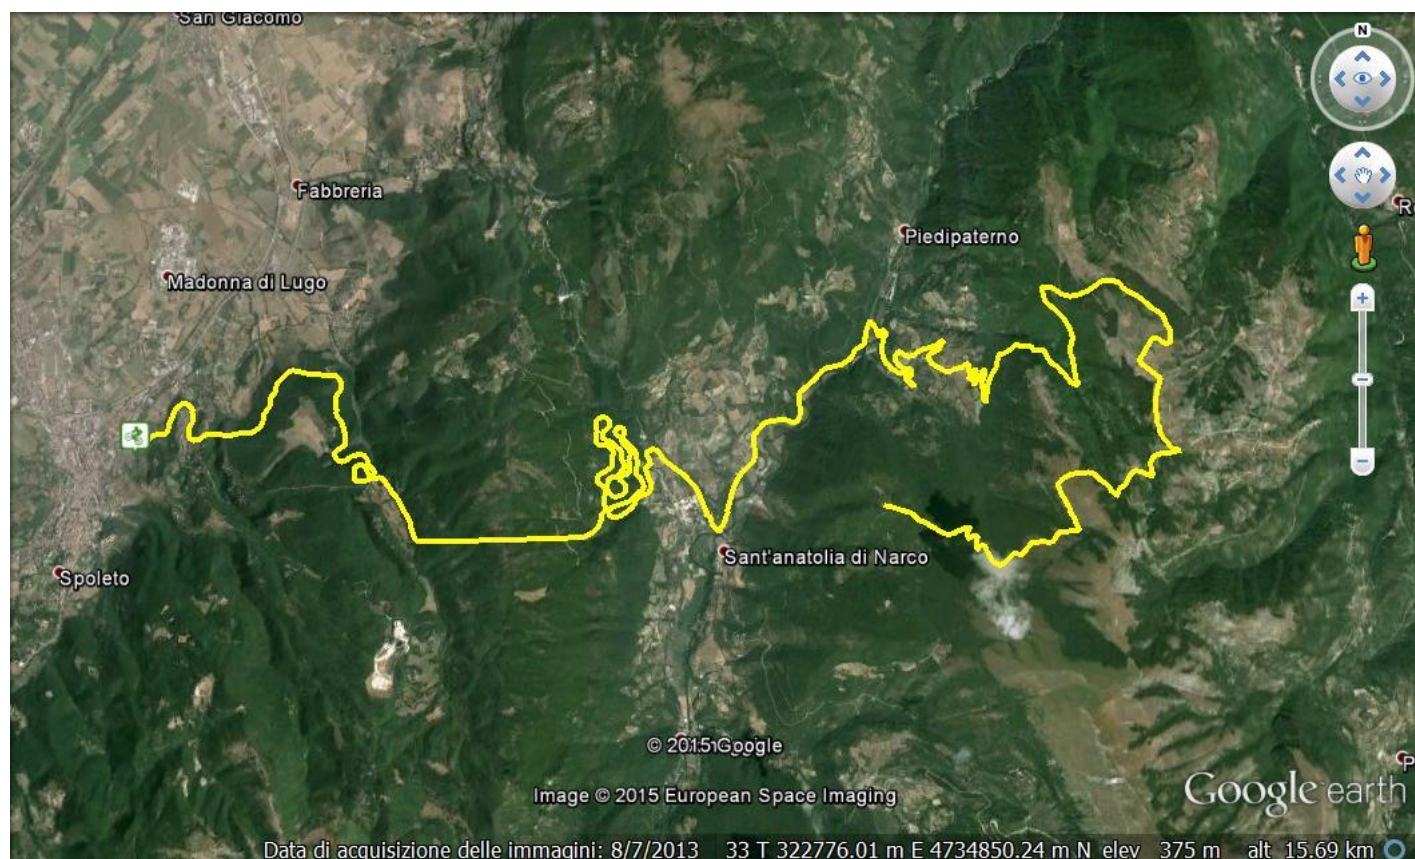 San Giacomo
N
Fabbreria
R
Piedipaterno
Madonna di Lugo
Sant'anatolia di Narco
Spoleto
© 2015 Google
P
Image © 2015 European Space Imaging
Google earth
Data di acquisizione delle immagini: 8/7/2013 33 T 322776.01 m E 4734850.24 m N elev 375 m alt 15.69 km